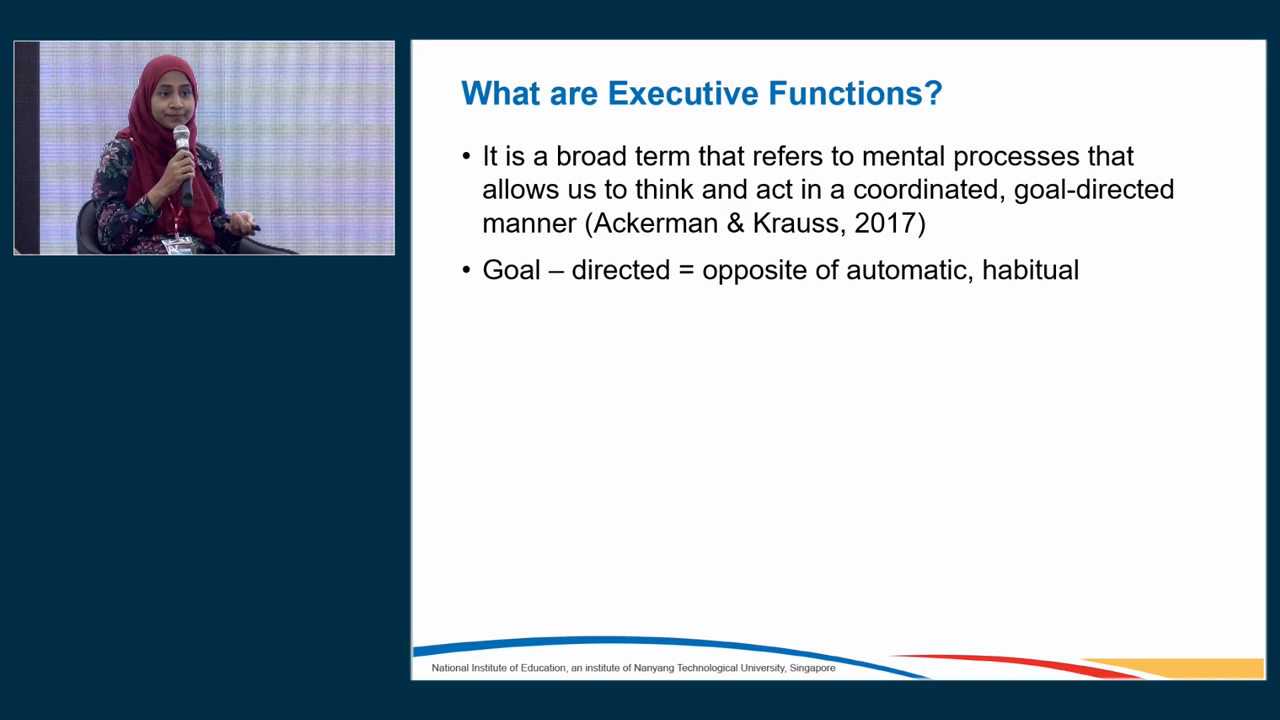 What are Executive Functions?
• It is a broad term that refers to mental processes that
allows us to think and act in a coordinated, goal-directed
manner (Ackerman & Krauss, 2017)
• Goal – directed = opposite of automatic, habitual
National Institute of Education, an institute of Nanyang Technological University, Singapore